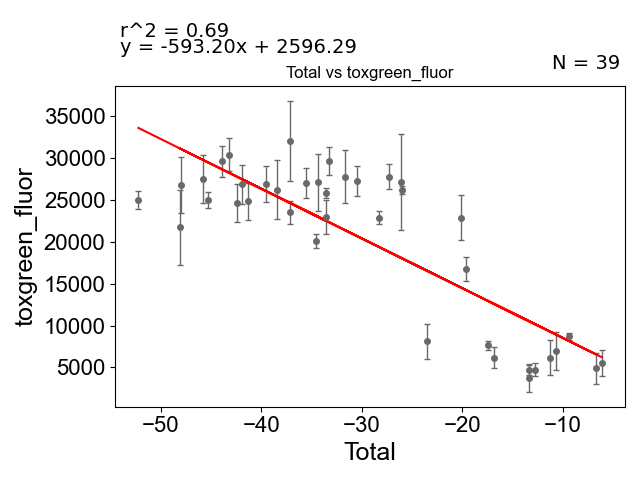 r^2 = 0.69
y = -593.20x + 2596.29
N = 39
Total vs toxgreen_fluor
35000
30000
25000
20000
15000
10000
5000
toxgreen_fluor
−50 −40 −30 −20 −10
Total